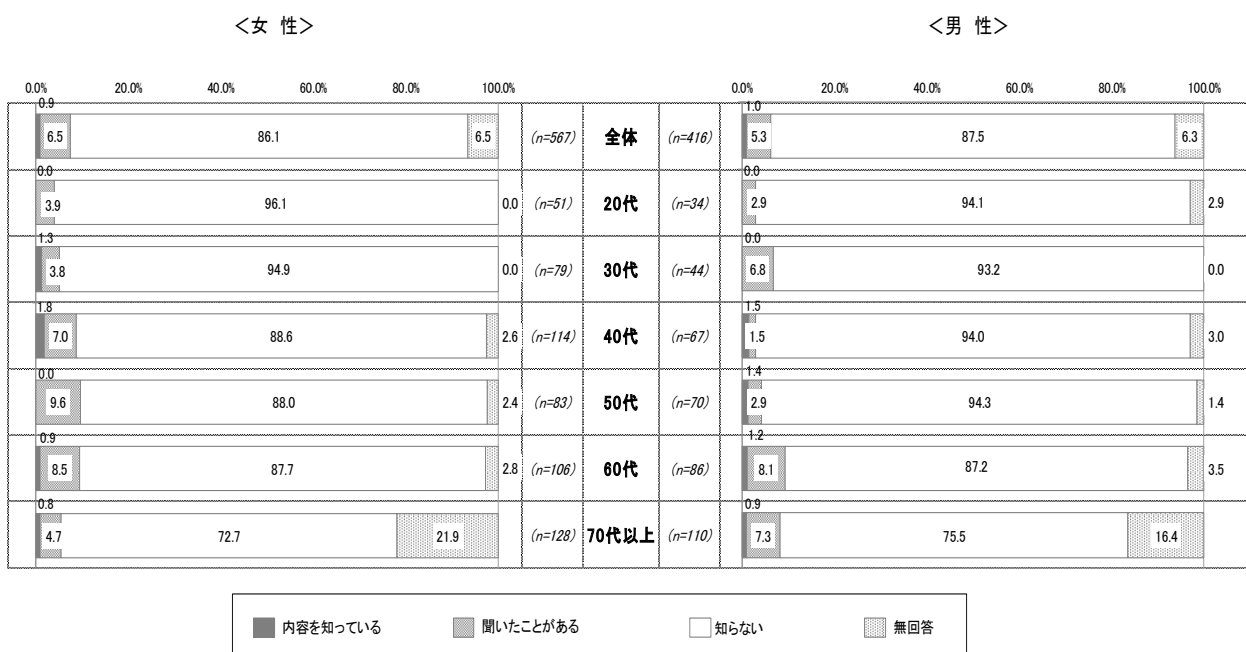 ＜女 性＞ ＜男 性＞
0.0% 20.0% 40.0% 60.0% 80.0% 100.0% 0.0% 20.0% 40.0% 60.0% 80.0% 100.0%
0.9 1.0
6.5 86.1 6.5 (n=567) 全体 (n=416) 5.3 87.5 6.3
0.0 0.0
3.9 96.1 0.0 (n=51) 20代 (n=34) 2.9 94.1 2.9
1.3 0.0
3.8 94.9 0.0 (n=79) 30代 (n=44) 6.8 93.2 0.0
1.8 1.5
7.0 88.6 2.6 (n=114) 40代 (n=67) 1.5 94.0 3.0
0.0 1.4
9.6 88.0 2.4 (n=83) 50代 (n=70) 2.9 94.3 1.4
0.9 1.2
8.5 87.7 2.8 (n=106) 60代 (n=86) 8.1 87.2 3.5
0.8 0.9
4.7 72.7 21.9 (n=128) 70代以上 (n=110) 7.3 75.5 16.4
内容を知っている 聞いたことがある 知らない 無回答